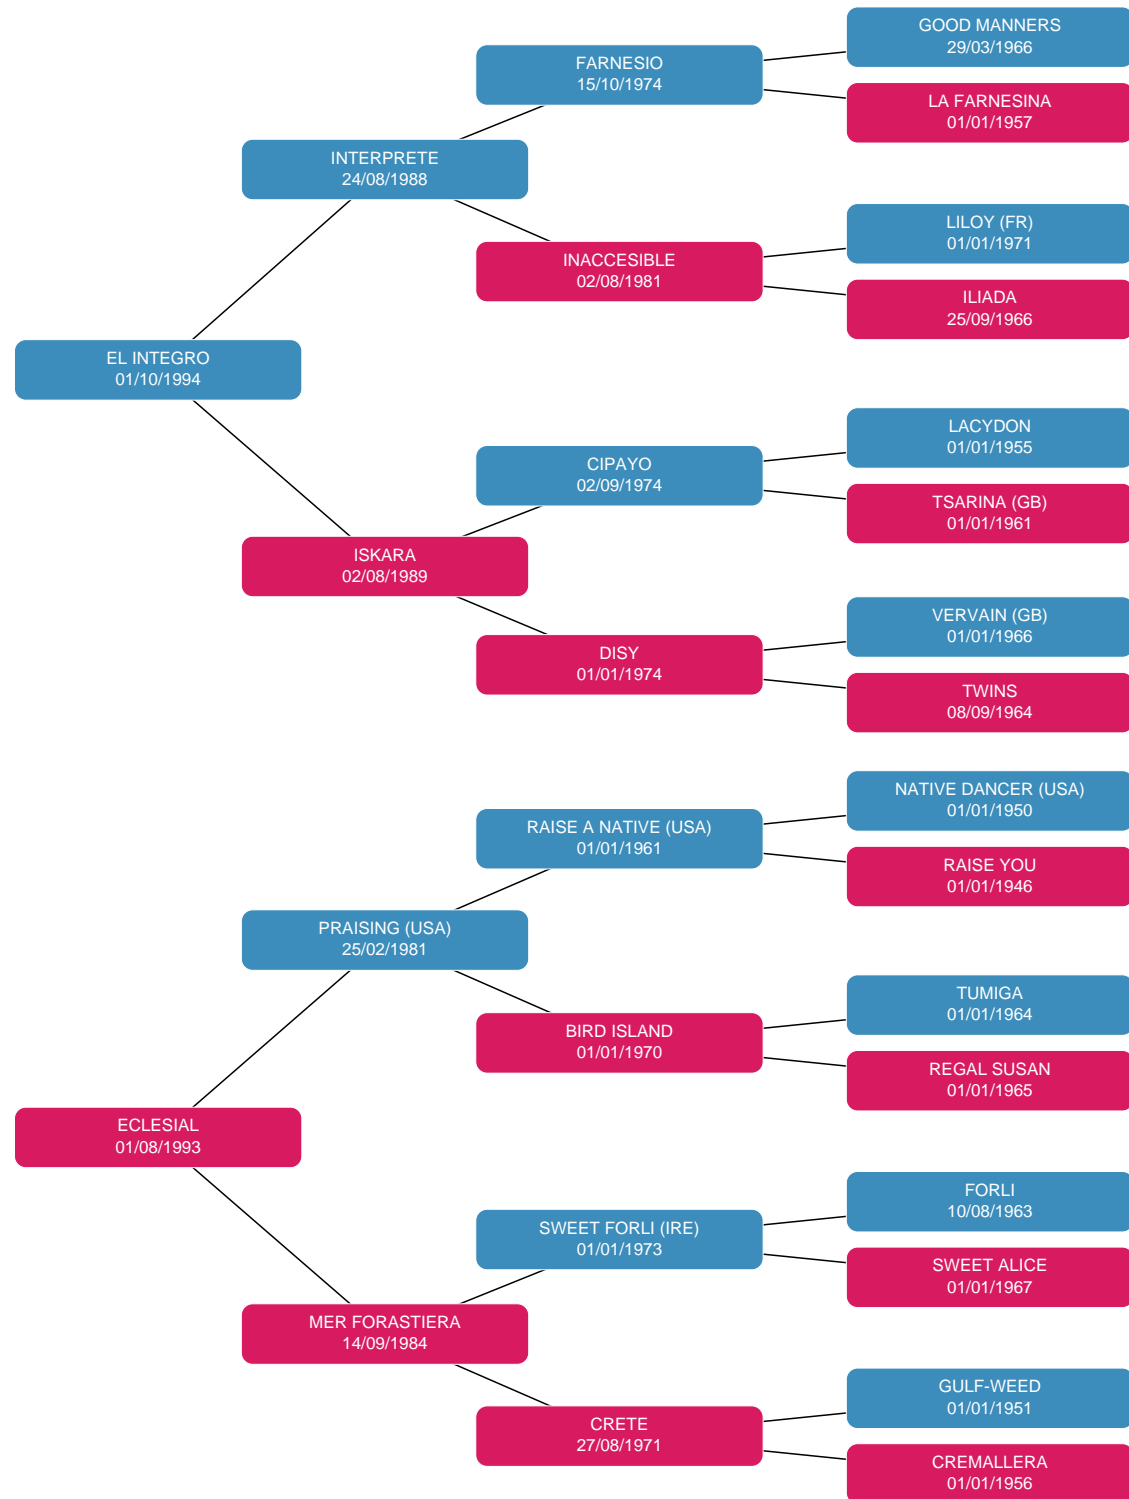 GOOD MANNERS
29/03/1966
FARNESIO
15/10/1974
LA FARNESINA
01/01/1957
INTERPRETE
24/08/1988
LILOY (FR)
01/01/1971
INACCESIBLE
02/08/1981
ILIADA
25/09/1966
EL INTEGRO
01/10/1994
LACYDON
01/01/1955
CIPAYO
02/09/1974
TSARINA (GB)
01/01/1961
ISKARA
02/08/1989
VERVAIN (GB)
01/01/1966
DISY
01/01/1974
TWINS
08/09/1964
NATIVE DANCER (USA)
01/01/1950
RAISE A NATIVE (USA)
01/01/1961
RAISE YOU
01/01/1946
PRAISING (USA)
25/02/1981
TUMIGA
01/01/1964
BIRD ISLAND
01/01/1970
REGAL SUSAN
01/01/1965
ECLESIAL
01/08/1993
FORLI
10/08/1963
SWEET FORLI (IRE)
01/01/1973
SWEET ALICE
01/01/1967
MER FORASTIERA
14/09/1984
GULF-WEED
01/01/1951
CRETE
27/08/1971
CREMALLERA
01/01/1956